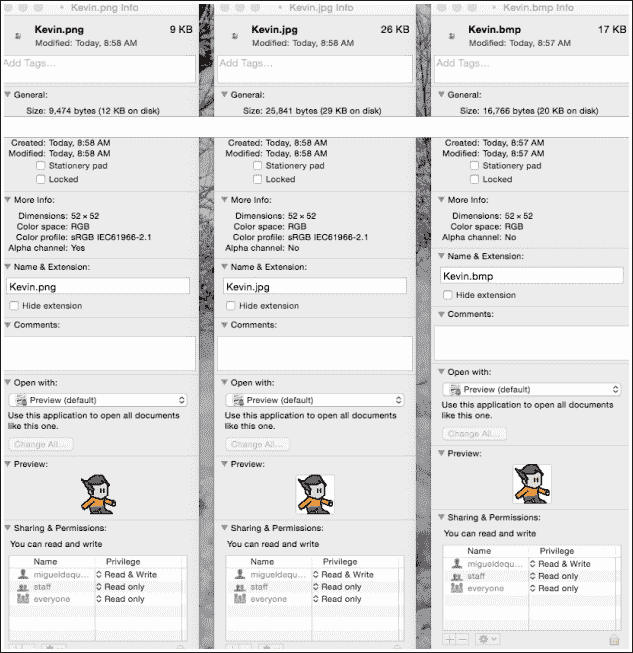 Kevin.png Info
Kevin.png 9 KB
Modified: Today, 8:58 AM
Add Tags…
General:
Size: 9,474 bytes (12 KB on disk)
Created: Today, 8:58 AM
Modified: Today, 8:58 AM
Stationery pad
Locked
More Info:
Dimensions: 52 × 52
Color space: RGB
Color profile: sRGB IEC61966-2.1
Alpha channel: Yes
Name & Extension:
Kevin.png
Hide extension
Comments:
Open with:
Preview (default)
Use this application to open all documents
like this one.
Change All…
Preview:
Sharing & Permissions:
You can read and write
Name Privilege
migueldequ… Read & Write
staff Read only
everyone Read only
Kevin.jpg Info
Kevin.jpg 26 KB
Modified: Today, 8:58 AM
Add Tags…
General:
Size: 25,841 bytes (29 KB on disk)
Created: Today, 8:58 AM
Modified: Today, 8:58 AM
Stationery pad
Locked
More Info:
Dimensions: 52 × 52
Color space: RGB
Color profile: sRGB IEC61966-2.1
Alpha channel: No
Name & Extension:
Kevin.jpg
Hide extension
Comments:
Open with:
Preview (default)
Use this application to open all documents
like this one.
Change All…
Preview:
Sharing & Permissions:
You can read and write
Name Privilege
migueldequ… Read & Write
staff Read only
everyone Read only
Kevin.bmp Info
Kevin.bmp 17 KB
Modified: Today, 8:57 AM
Add Tags…
General:
Size: 16,766 bytes (20 KB on disk)
Created: Today, 8:57 AM
Modified: Today, 8:57 AM
Stationery pad
Locked
More Info:
Dimensions: 52 × 52
Color space: RGB
Alpha channel: No
Name & Extension:
Kevin.bmp
Hide extension
Comments:
Open with:
Preview (default)
Use this application to open all documents
like this one.
Change All…
Preview:
Sharing & Permissions:
You can read and write
Name Privilege
migueldequ… Read & Write
staff Read only
everyone Read only